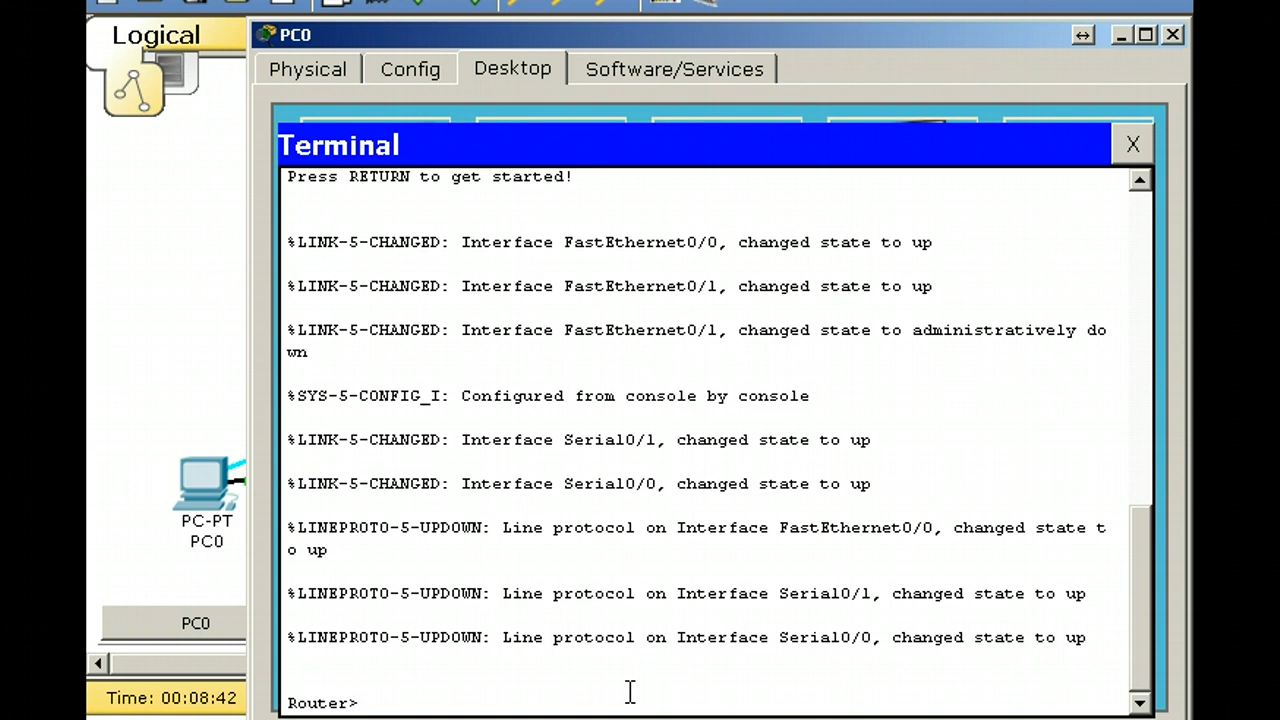 Logical
PC0
Physical
Config
Desktop
Software/Services
Terminal
X
Press RETURN to get started!
%LINK-5-CHANGED: Interface FastEthernet0/0, changed state to up
%LINK-5-CHANGED: Interface FastEthernet0/1, changed state to up
%LINK-5-CHANGED: Interface FastEthernet0/1, changed state to administratively do
wn
%SYS-5-CONFIG_I: Configured from console by console
%LINK-5-CHANGED: Interface Serial0/1, changed state to up
%LINK-5-CHANGED: Interface Serial0/0, changed state to up
%LINEPROTO-5-UPDOWN: Line protocol on Interface FastEthernet0/0, changed state t
o up
%LINEPROTO-5-UPDOWN: Line protocol on Interface Serial0/1, changed state to up
%LINEPROTO-5-UPDOWN: Line protocol on Interface Serial0/0, changed state to up
Router>
PC-PT
PC0
PC0
Time: 00:08:42